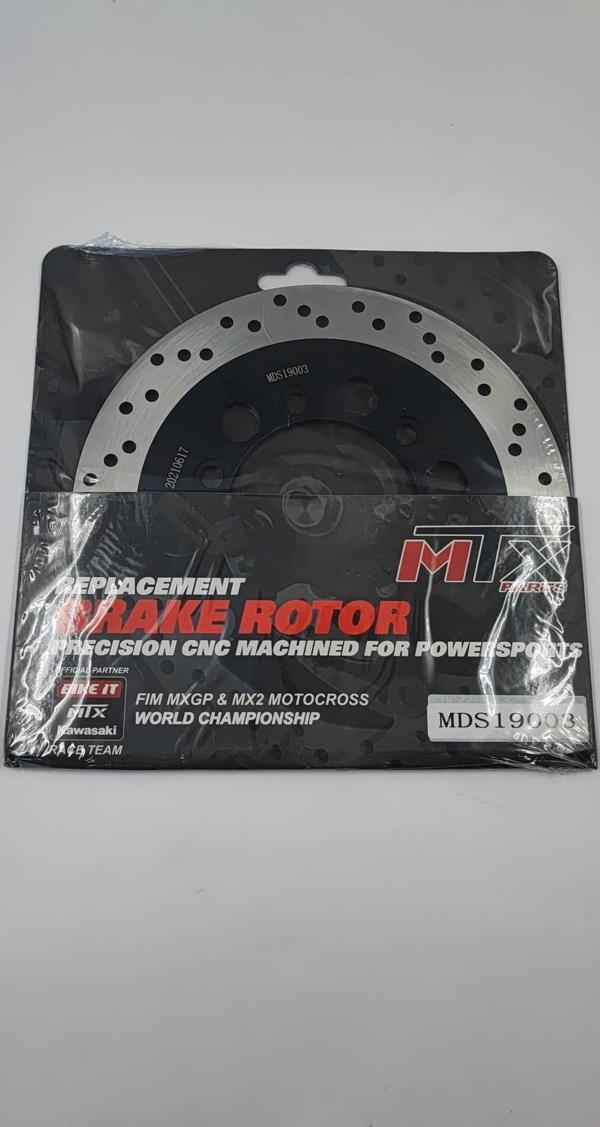 MDS19003
20210617
MTX
PARTS
REPLACEMENT
BRAKE ROTOR
PRECISION CNC MACHINED FOR POWERSPORTS
OFFICIAL PARTNER
BIKE IT
MTX
Kawasaki
RACE TEAM
FIM MXGP & MX2 MOTOCROSS
WORLD CHAMPIONSHIP
MDS19003